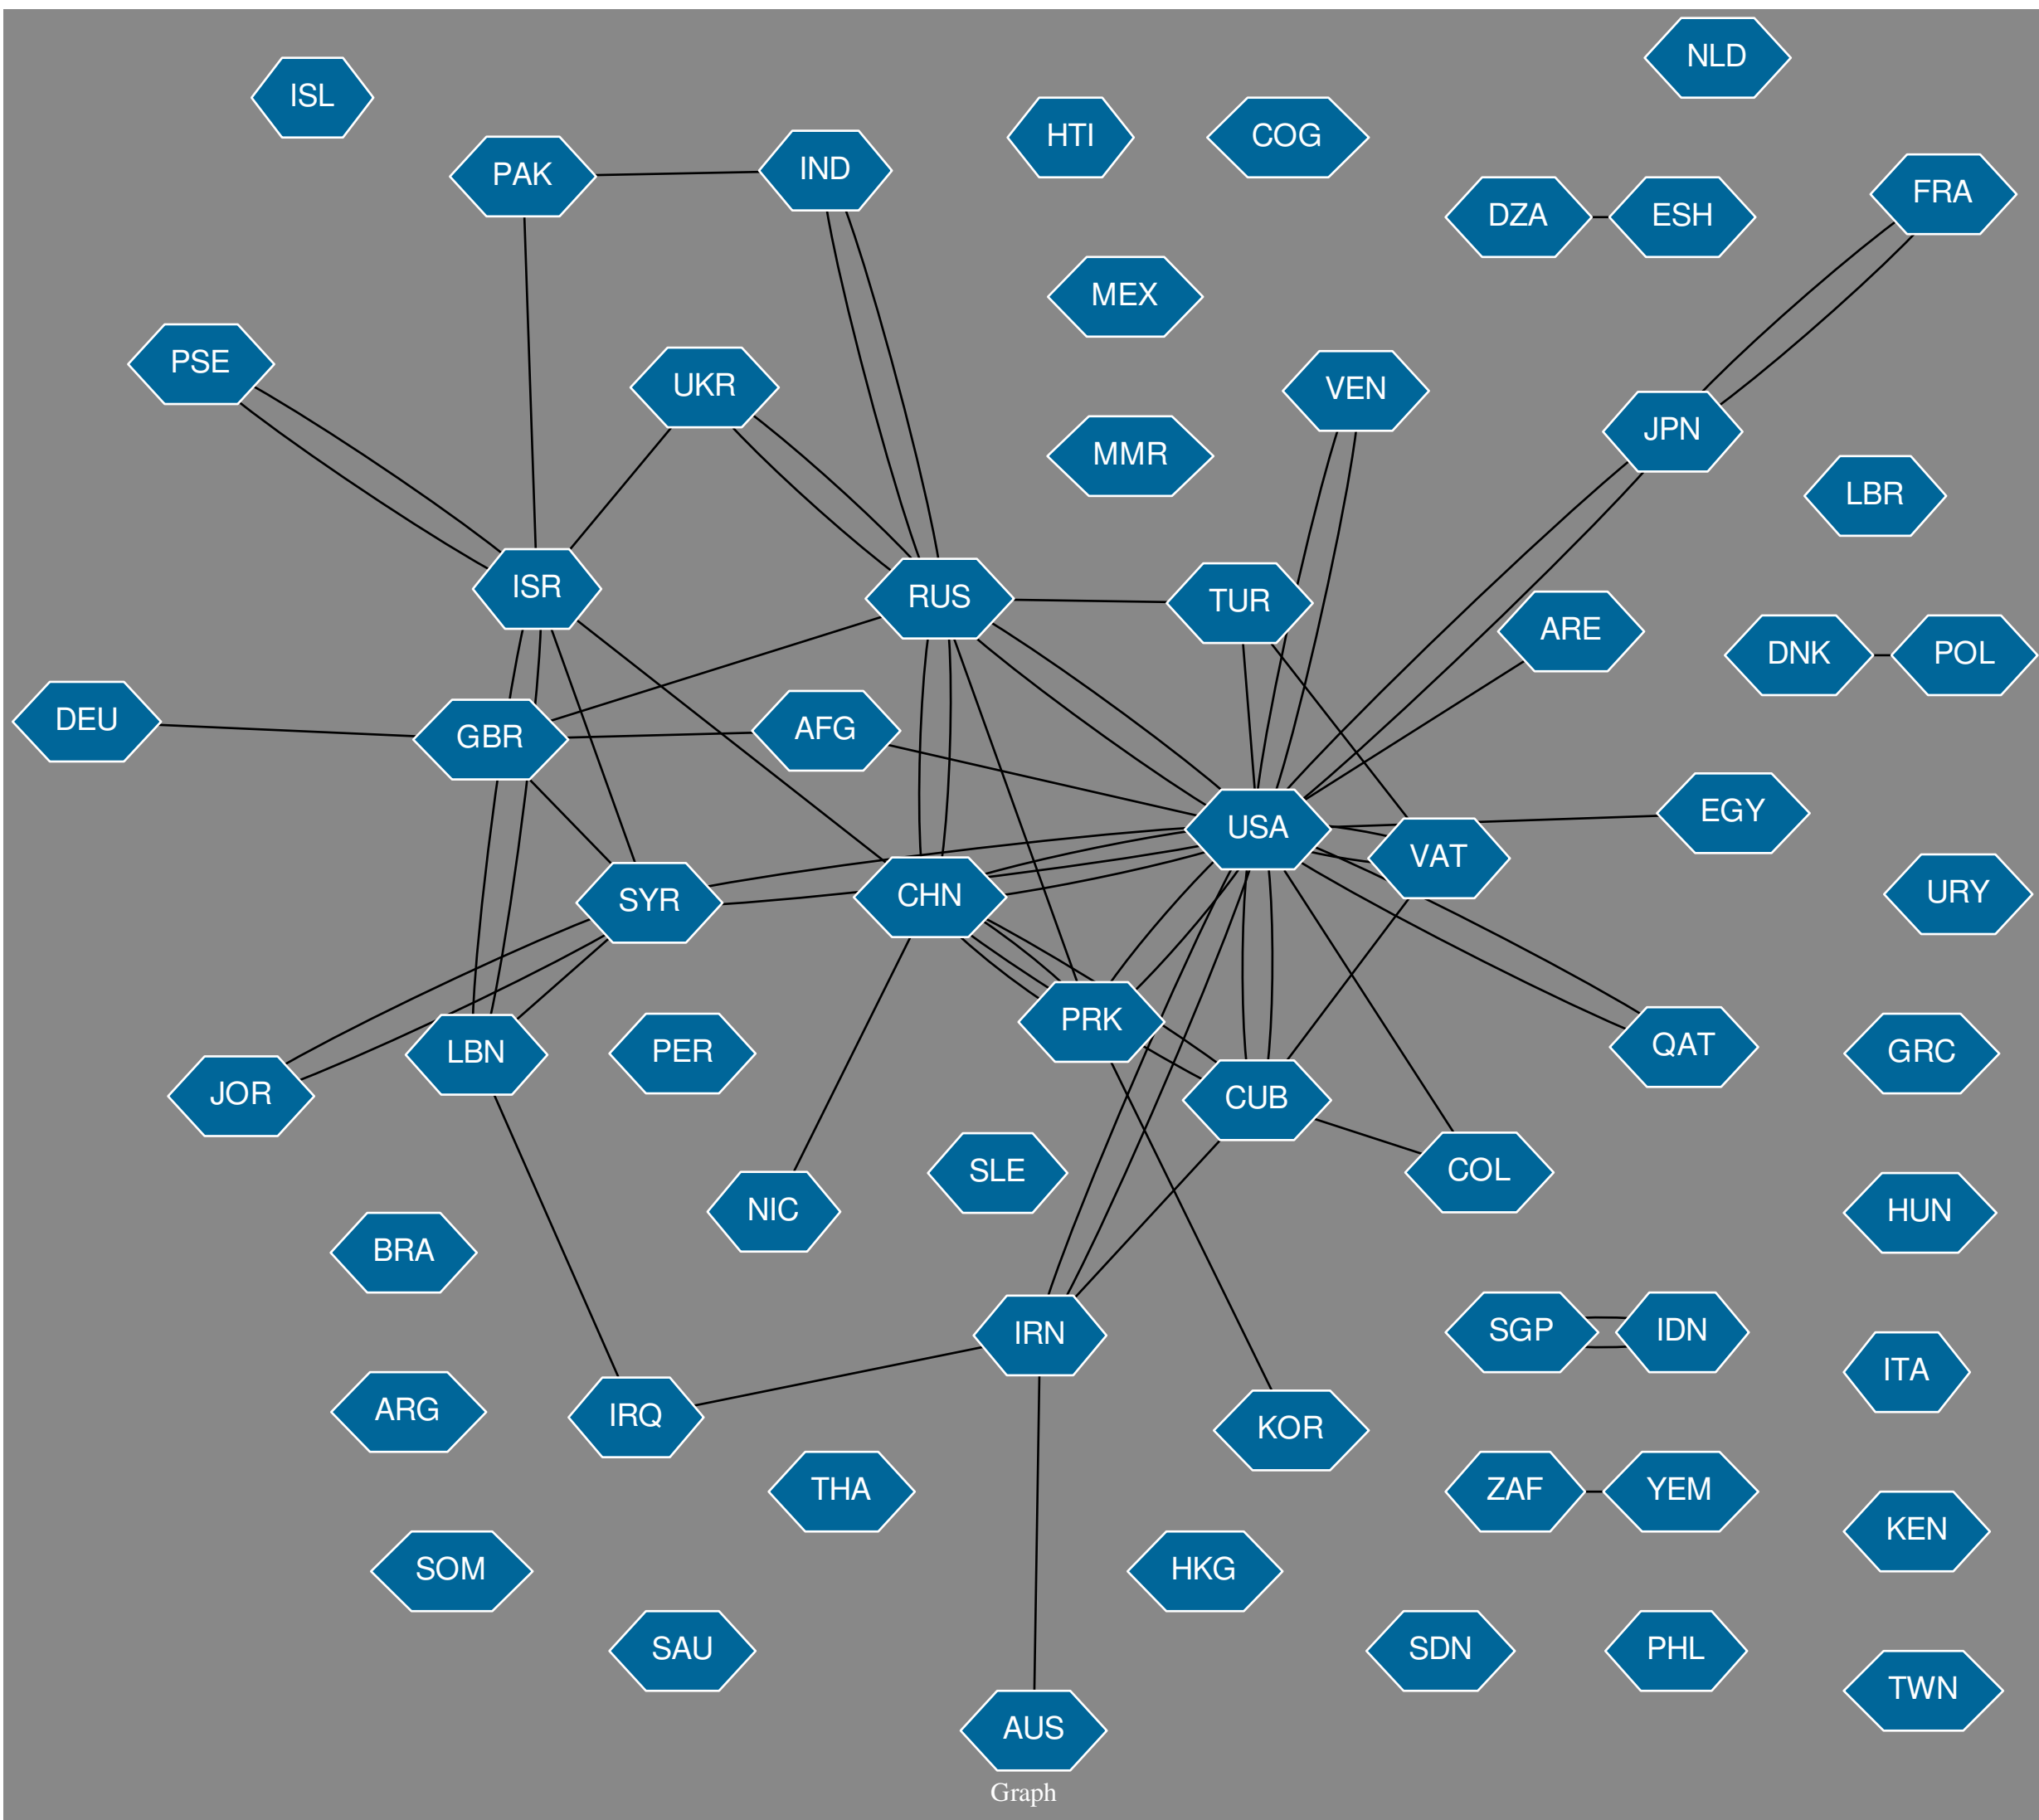 NLD
ISL
HTI
COG
PAK
IND
DZA
ESH
FRA
MEX
PSE
UKR
VEN
JPN
MMR
LBR
ISR
RUS
TUR
ARE
DNK
POL
DEU
GBR
AFG
EGY
USA
VAT
SYR
CHN
URY
PRK
QAT
GRC
LBN
PER
JOR
CUB
SLE
COL
NIC
HUN
BRA
IRN
SGP
IDN
ITA
ARG
IRQ
KOR
THA
ZAF
YEM
KEN
SOM
HKG
SAU
SDN
PHL
TWN
AUS
Graph